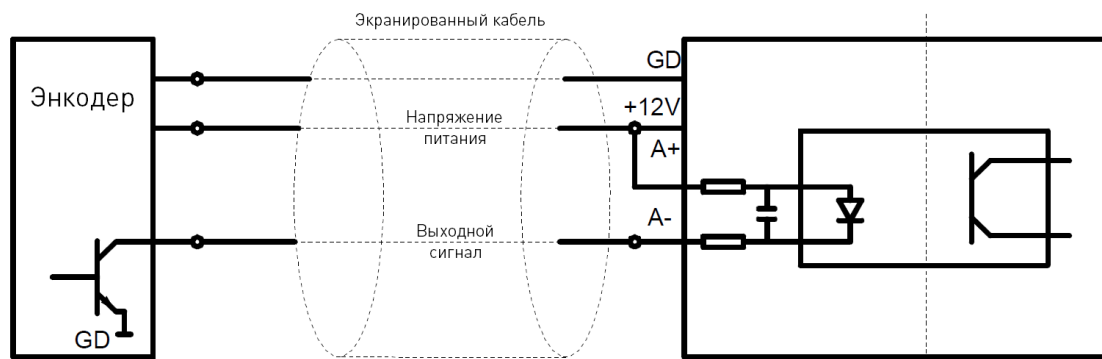 Экранированный кабель
GD
Энкодер
+12V
Напряжение
питания
A+
A-
Выходной
сигнал
GD